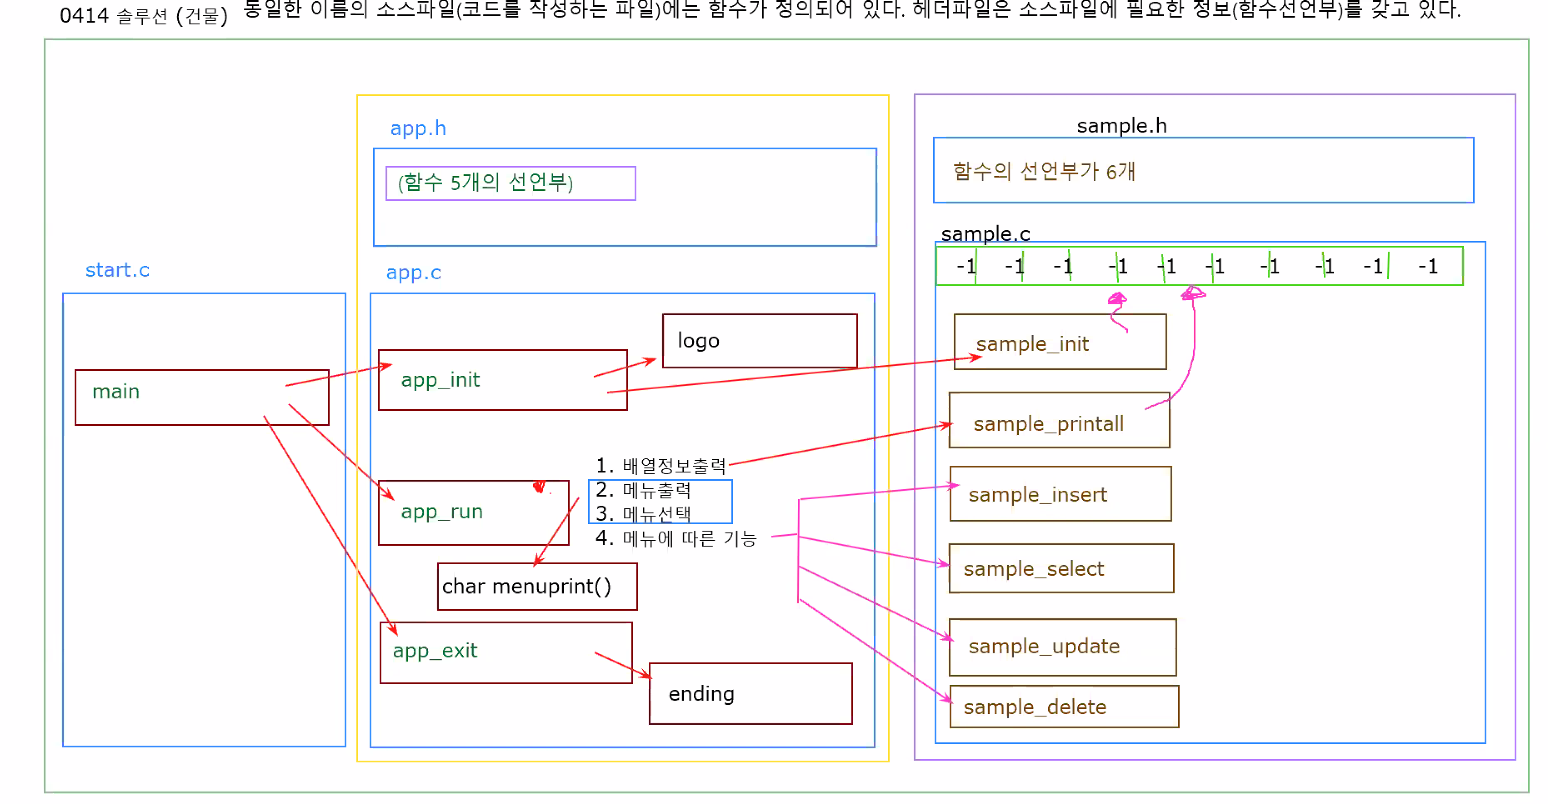 0414 솔루션 (건물) 동일한 이름의 소스파일(코드를 작성하는 파일)에는 함수가 정의되어 있다. 헤더파일은 소스파일에 필요한 정보(함수선언부)를 갖고 있다.
start.c
main
app.h
(함수 5개의 선언부)
app.c
logo
app_init
1. 배열정보출력
2. 메뉴출력
3. 메뉴선택
4. 메뉴에 따른 기능
app_run
char menuprint()
app_exit
ending
sample.h
함수의 선언부가 6개
sample.c
-1 -1 -1 -1 -1 -1 -1 -1 -1 -1
sample_init
sample_printall
sample_insert
sample_select
sample_update
sample_delete